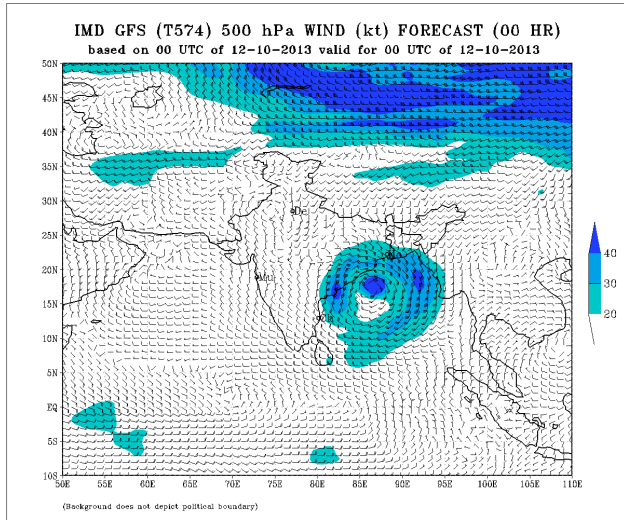 IMD GFS (T574) 500 hPa WIND (kt) FORECAST (00 HR)
based on 00 UTC of 12-10-2013 valid for 00 UTC of 12-10-2013
50N
45N
40N
35N
30N
25N
20N
15N
10N
5N
EQ
5S
10S
De
Mu
40
30
20
50E 55E 60E 65E 70E 75E 80E 85E 90E 95E 100E 105E 110E
(Background does not depict political boundary)